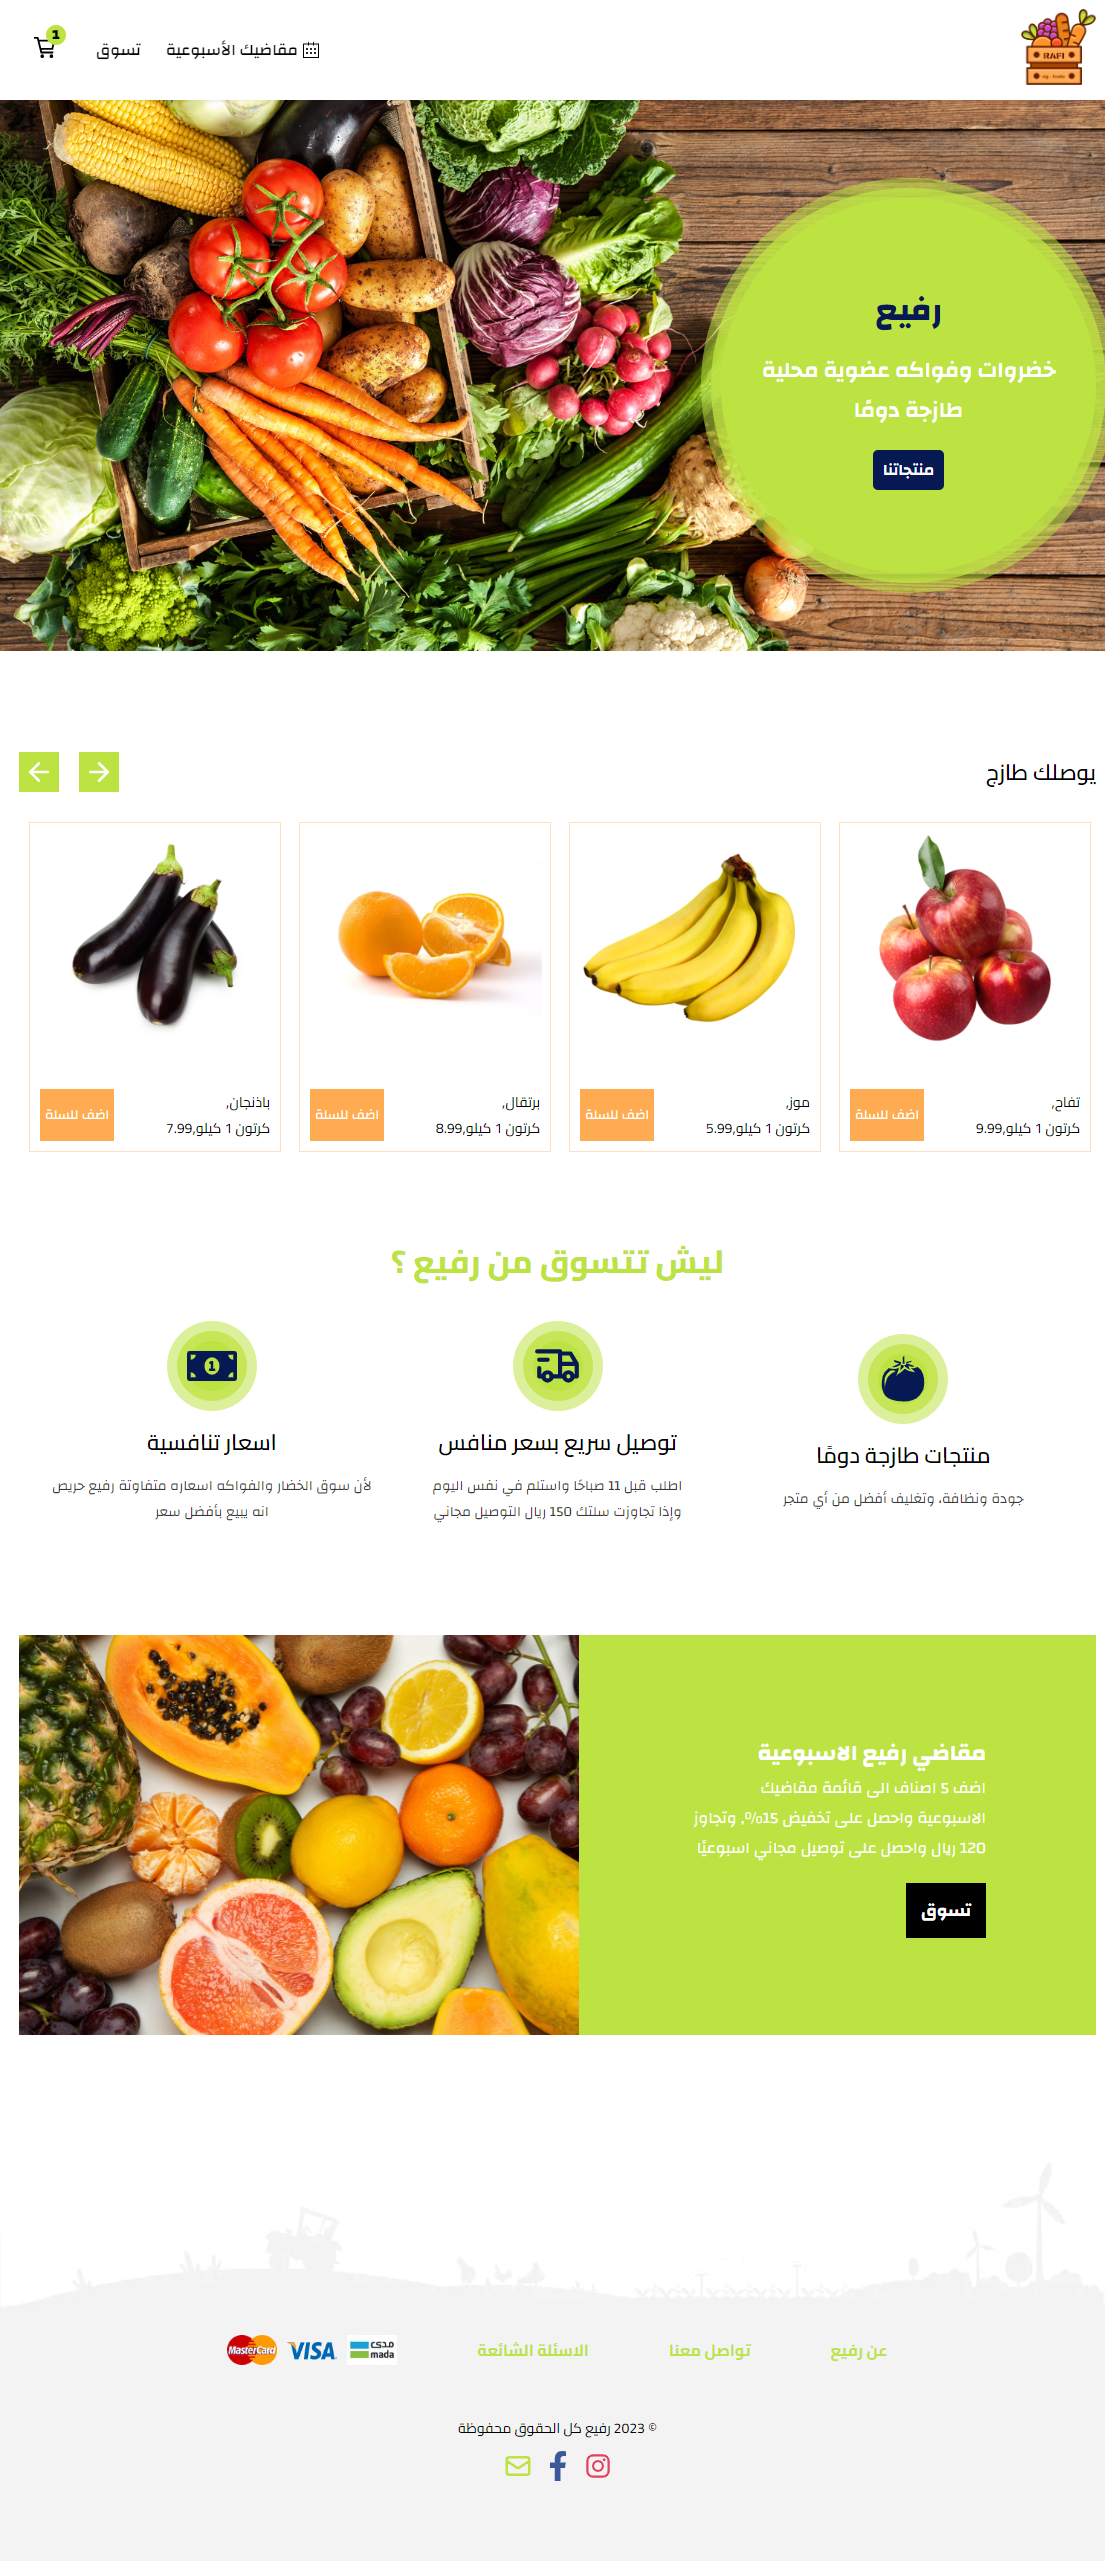 RAFI
مقاضيك الأسبوعية
تسوق
1
رفيع
خضروات وفواكه عضوية محلية
طازجة دومًا
منتجاتنا
يوصلك طازج
تفاح,
كرتون 1 كيلو,9.99
اضف للسلة
موز,
كرتون 1 كيلو,5.99
اضف للسلة
برتقال,
كرتون 1 كيلو,8.99
اضف للسلة
باذنجان,
كرتون 1 كيلو,7.99
اضف للسلة
ليش تتسوق من رفيع ؟
منتجات طازجة دومًا
جودة ونظافة، وتغليف أفضل من أي متجر
توصيل سريع بسعر منافس
اطلب قبل 11 صباحًا واستلم في نفس اليوم
وإذا تجاوزت سلتك 150 ريال التوصيل مجاني
1
اسعار تنافسية
لأن سوق الخضار والفواكه اسعاره متفاوتة رفيع حريص
انه يبيع بأفضل سعر
مقاضي رفيع الاسبوعية
اضف 5 اصناف الى قائمة مقاضيك
الاسبوعية واحصل على تخفيض 15%, وتجاوز
120 ريال واحصل على توصيل مجاني اسبوعيًا
تسوق
عن رفيع
تواصل معنا
الاسئلة الشائعة
مدى
mada
VISA
MasterCard
© 2023 رفيع كل الحقوق محفوظة